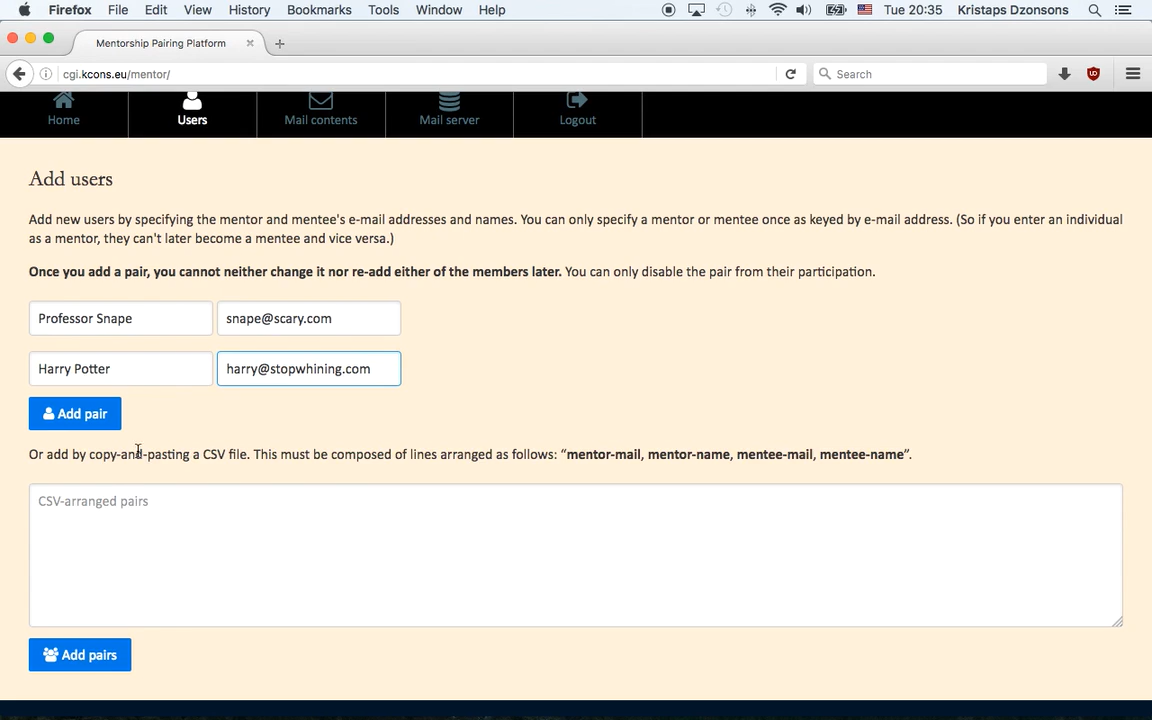 Firefox File Edit View History Bookmarks Tools Window Help Tue 20:35 Kristaps Dzonsons
Mentorship Pairing Platform
cgi.kcons.eu/mentor/ Search
Home Users Mail contents Mail server Logout
Add users
Add new users by specifying the mentor and mentee's e-mail addresses and names. You can only specify a mentor or mentee once as keyed by e-mail address. (So if you enter an individual
as a mentor, they can't later become a mentee and vice versa.)
Once you add a pair, you cannot neither change it nor re-add either of the members later. You can only disable the pair from their participation.
Professor Snape snape@scary.com
Harry Potter harry@stopwhining.com
Add pair
Or add by copy-and-pasting a CSV file. This must be composed of lines arranged as follows: “mentor-mail, mentor-name, mentee-mail, mentee-name”.
CSV-arranged pairs
Add pairs